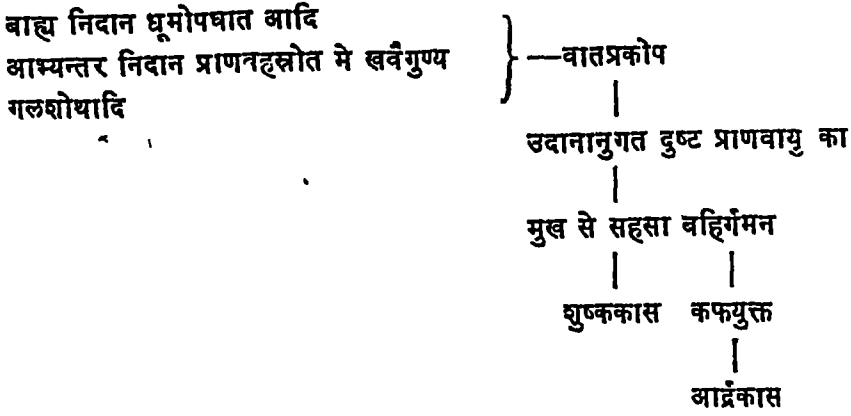 बाह्य निदान धूमोपघात आदि
आभ्यन्तर निदान प्राणवहस्रोत मे खवैगुण्य
गलशोथादि
—वातप्रकोप
उदानानुगत दुष्ट प्राणवायु का
मुख से सहसा बहिर्गमन
शुष्ककास कफयुक्त
आर्द्रकास